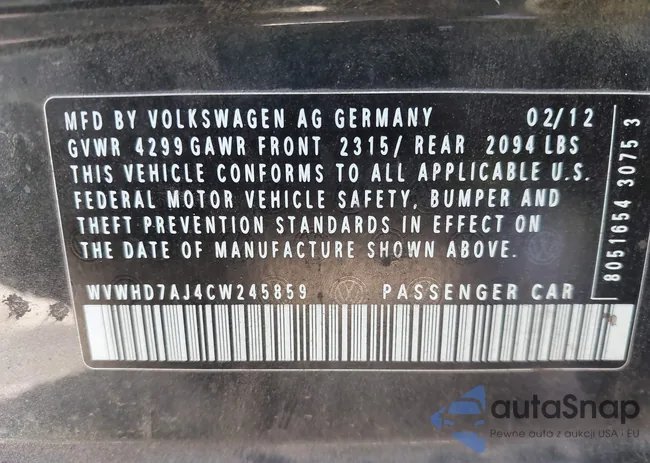 MFD BY VOLKSWAGEN AG GERMANY 02/12
GVWR 4299 GAWR FRONT 2315/ REAR 2094 LBS
THIS VEHICLE CONFORMS TO ALL APPLICABLE U.S.
FEDERAL MOTOR VEHICLE SAFETY, BUMPER AND
THEFT PREVENTION STANDARDS IN EFFECT ON
THE DATE OF MANUFACTURE SHOWN ABOVE.
WVWHD7AJ4CW245859 PASSENGER CAR
8051654 3075 3
autaSnap
Pewne auta z aukcji USA · EU